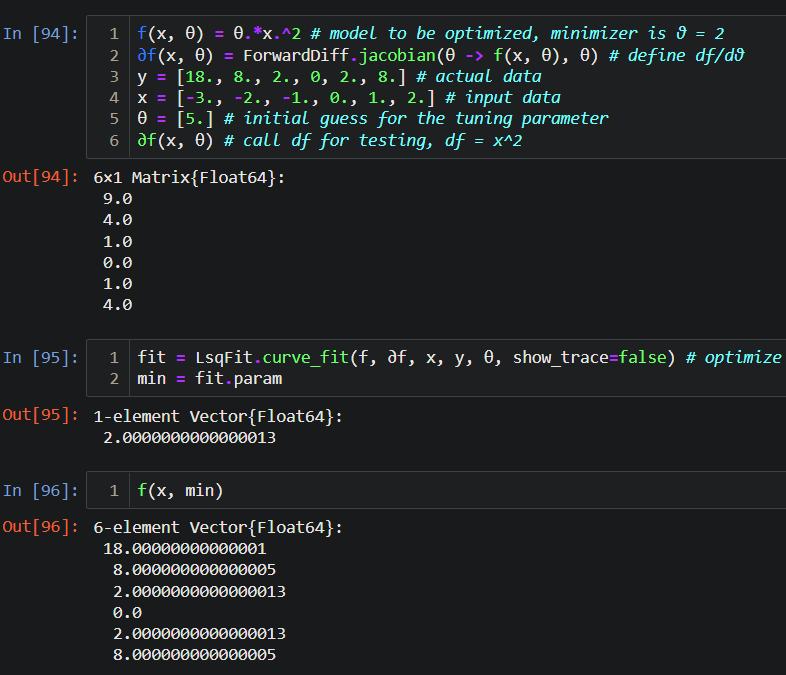 In [94]:
1 f(x, θ) = θ.*x.^2 # model to be optimized, minimizer is ϑ = 2
2 ∂f(x, θ) = ForwardDiff.jacobian(θ -> f(x, θ), θ) # define df/dϑ
3 y = [18., 8., 2., 0, 2., 8.] # actual data
4 x = [-3., -2., -1., 0., 1., 2.] # input data
5 θ = [5.] # initial guess for the tuning parameter
6 ∂f(x, θ) # call df for testing, df = x^2
Out[94]: 6×1 Matrix{Float64}:
9.0
4.0
1.0
0.0
1.0
4.0
In [95]:
1 fit = LsqFit.curve_fit(f, ∂f, x, y, θ, show_trace=false) # optimize
2 min = fit.param
Out[95]: 1-element Vector{Float64}:
2.0000000000000013
In [96]:
1 f(x, min)
Out[96]: 6-element Vector{Float64}:
18.00000000000001
8.000000000000005
2.0000000000000013
0.0
2.0000000000000013
8.000000000000005